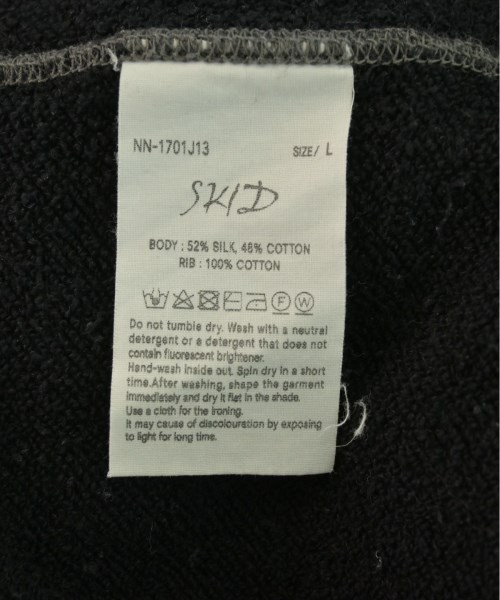 NN-1701J13 SIZE/ L
SKID
BODY : 52% SILK, 48% COTTON
RIB : 100% COTTON
F W
Do not tumble dry. Wash with a neutral
detergent or a detergent that does not
contain fluorescent brightener.
Hand-wash inside out. Spin dry in a short
time.After washing, shape the garment
immediately and dry it flat in the shade.
Use a cloth for the ironing.
It may cause of discolouration by exposing
to light for long time.